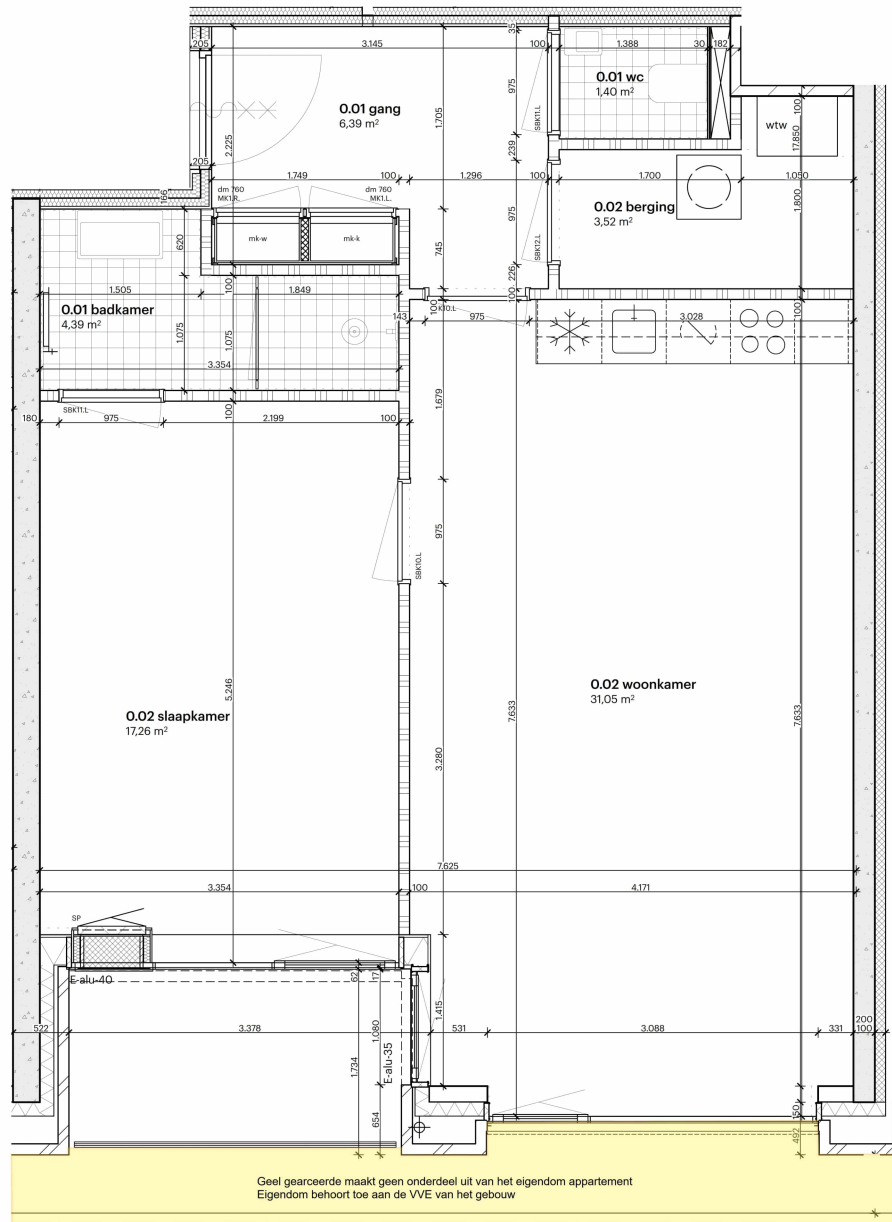 205
3.145
100
35
1.388
30
182
0.01 gang
6,39 m²
0.01 wc
1,40 m²
975
SBK11.L
1.705
2.225
239
205
1.749
100
1.296
100
1.700
1.050
wtw
100
17.850
1.800
0.02 berging
3,52 m²
975
SBK12.L
226
dm 760
MK1.R.
dm 760
MK1.L.
166
mk-w
mk-k
620
745
1.505
100
1.849
0.01 badkamer
4,39 m²
1.075
1.075
3.354
143
100
K10.L
975
100
3.028
100
180
SBK11.L
975
2.199
100
100
1.679
975
SBK10.L
5.246
0.02 slaapkamer
17,26 m²
0.02 woonkamer
31,05 m²
7.633
7.633
3.280
7.625
3.354
100
4.171
SP
E-alu-40
62
17
1.415
522
3.378
1.734
1.080
E-alu-35
654
531
3.088
331
200
100
150
492
Geel gearceerde maakt geen onderdeel uit van het eigendom appartement
Eigendom behoort toe aan de VVE van het gebouw